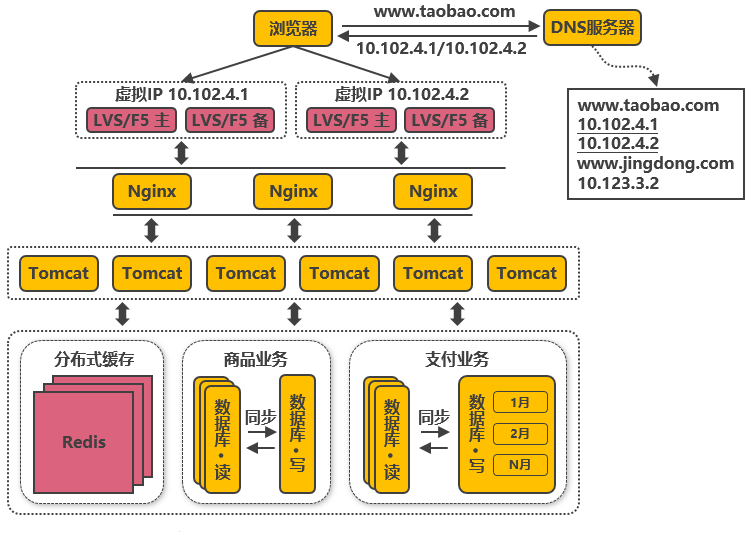 www.taobao.com
浏览器
DNS服务器
10.102.4.1/10.102.4.2
虚拟IP 10.102.4.1
LVS/F5 主
LVS/F5 备
虚拟IP 10.102.4.2
LVS/F5 主
LVS/F5 备
www.taobao.com
10.102.4.1
10.102.4.2
www.jingdong.com
10.123.3.2
Nginx
Nginx
Nginx
Tomcat
Tomcat
Tomcat
Tomcat
Tomcat
Tomcat
分布式缓存
Redis
商品业务
数据库·读
同步
数据库·写
支付业务
数据库·读
同步
数据库·写
1月
2月
N月